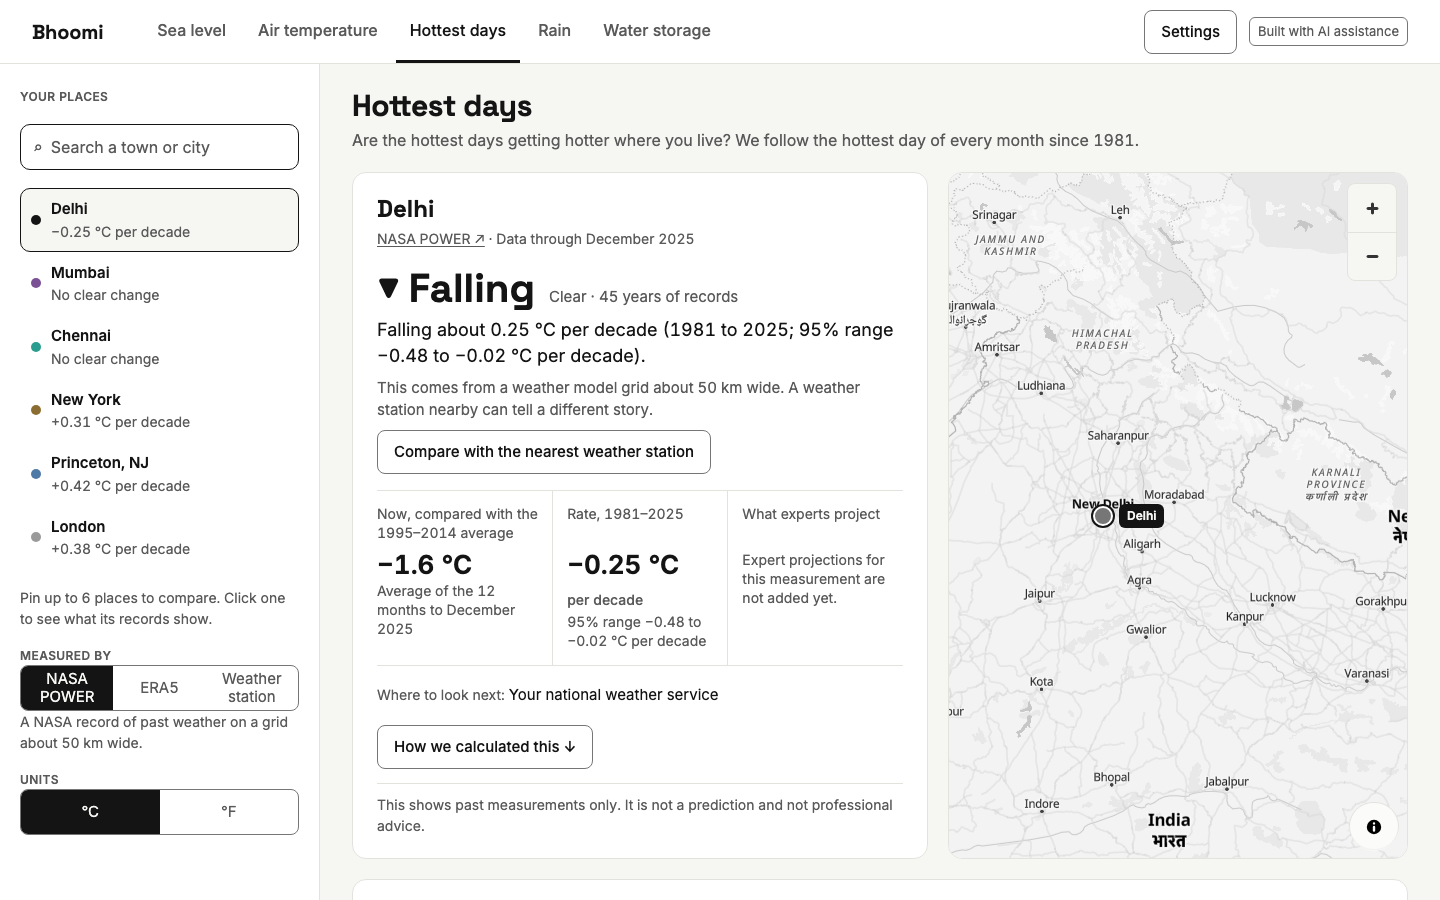 Bhoomi
Sea level
Air temperature
Hottest days
Rain
Water storage
Settings
Built with AI assistance
YOUR PLACES
Search a town or city
Delhi
−0.25 °C per decade
Mumbai
No clear change
Chennai
No clear change
New York
+0.31 °C per decade
Princeton, NJ
+0.42 °C per decade
London
+0.38 °C per decade
Pin up to 6 places to compare. Click one
to see what its records show.
MEASURED BY
NASA
POWER
ERA5
Weather
station
A NASA record of past weather on a grid
about 50 km wide.
UNITS
°C
°F
Hottest days
Are the hottest days getting hotter where you live? We follow the hottest day of every month since 1981.
Delhi
NASA POWER ↗ · Data through December 2025
▼ Falling Clear · 45 years of records
Falling about 0.25 °C per decade (1981 to 2025; 95% range
−0.48 to −0.02 °C per decade).
This comes from a weather model grid about 50 km wide. A weather
station nearby can tell a different story.
Compare with the nearest weather station
Now, compared with the
1995–2014 average
−1.6 °C
Average of the 12
months to December
2025
Rate, 1981–2025
−0.25 °C
per decade
95% range −0.48 to
−0.02 °C per decade
What experts project
Expert projections for
this measurement are
not added yet.
Where to look next: Your national weather service
How we calculated this ↓
This shows past measurements only. It is not a prediction and not professional
advice.
Srinagar
Leh
JAMMU AND
KASHMIR
ujranwala
گوجرانوالا
HIMACHAL
PRADESH
Amritsar
Ludhiana
Saharanpur
KARNALI
PROVINCE
कर्णाली प्रदेश
New Delhi
Moradabad
Delhi
Ne
Aligarh
Agra
Jaipur
Lucknow
Gorakhpu
Kanpur
Gwalior
Varanasi
Kota
pur
Bhopal
Jabalpur
Indore
India
भारत
+
−